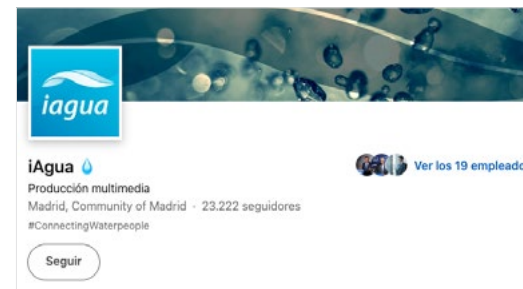 iagua
iAgua 💧
Ver los 19 empleado
Producción multimedia
Madrid, Community of Madrid · 23.222 seguidores
#ConnectingWaterpeople
Seguir